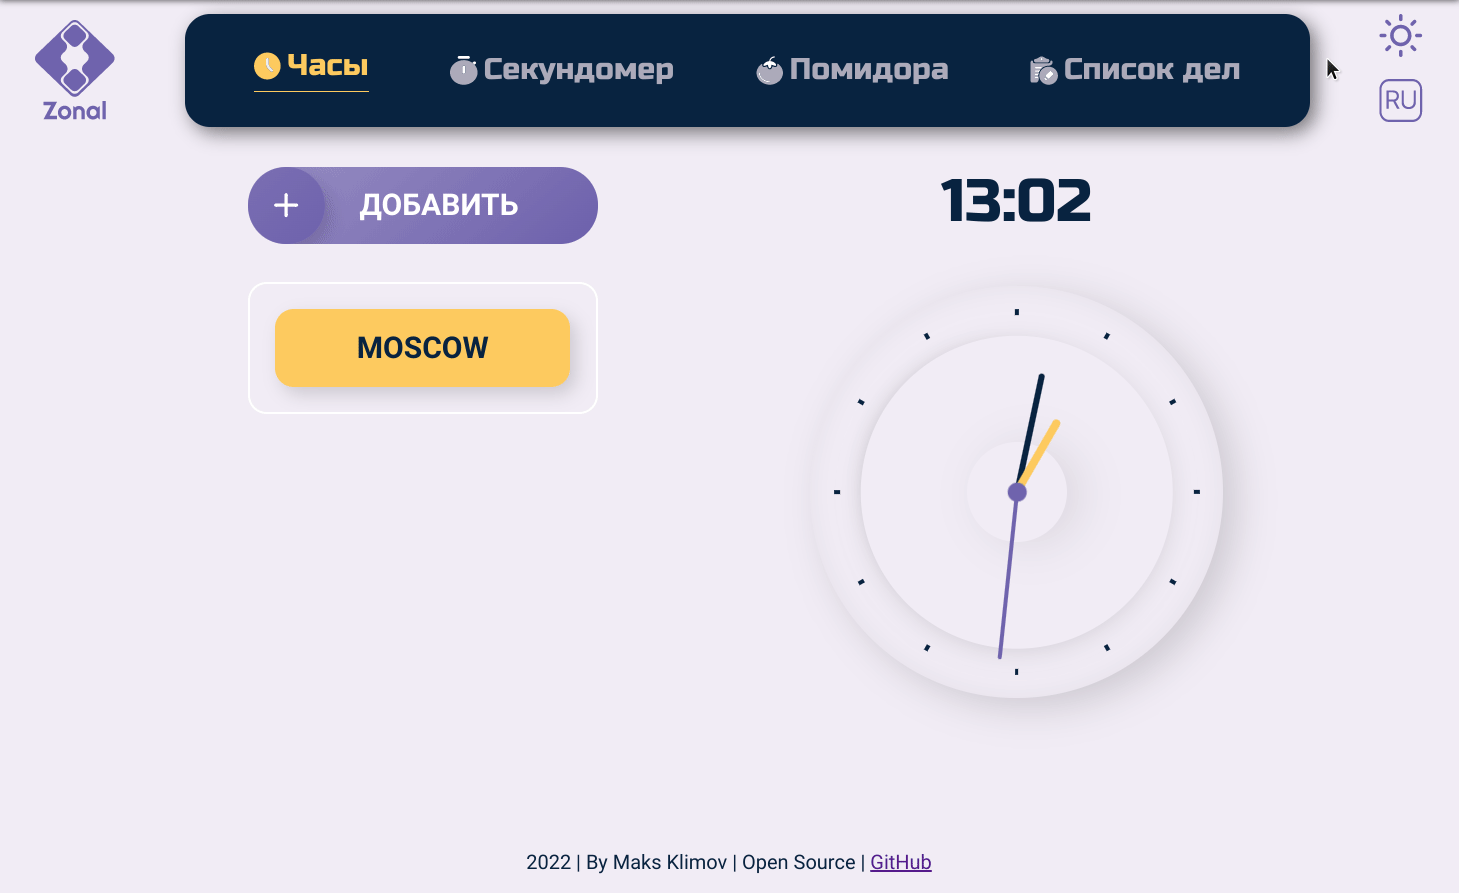 Zonal
Часы
Секундомер
Помидора
Список дел
RU
ДОБАВИТЬ
13:02
MOSCOW
2022 | By Maks Klimov | Open Source | GitHub